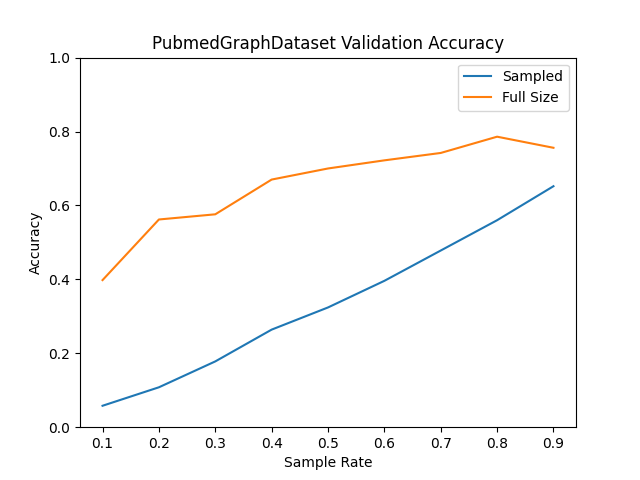 PubmedGraphDataset Validation Accuracy
Sampled
Full Size
1.0
0.8
0.6
0.4
0.2
0.0
Accuracy
0.1 0.2 0.3 0.4 0.5 0.6 0.7 0.8 0.9
Sample Rate